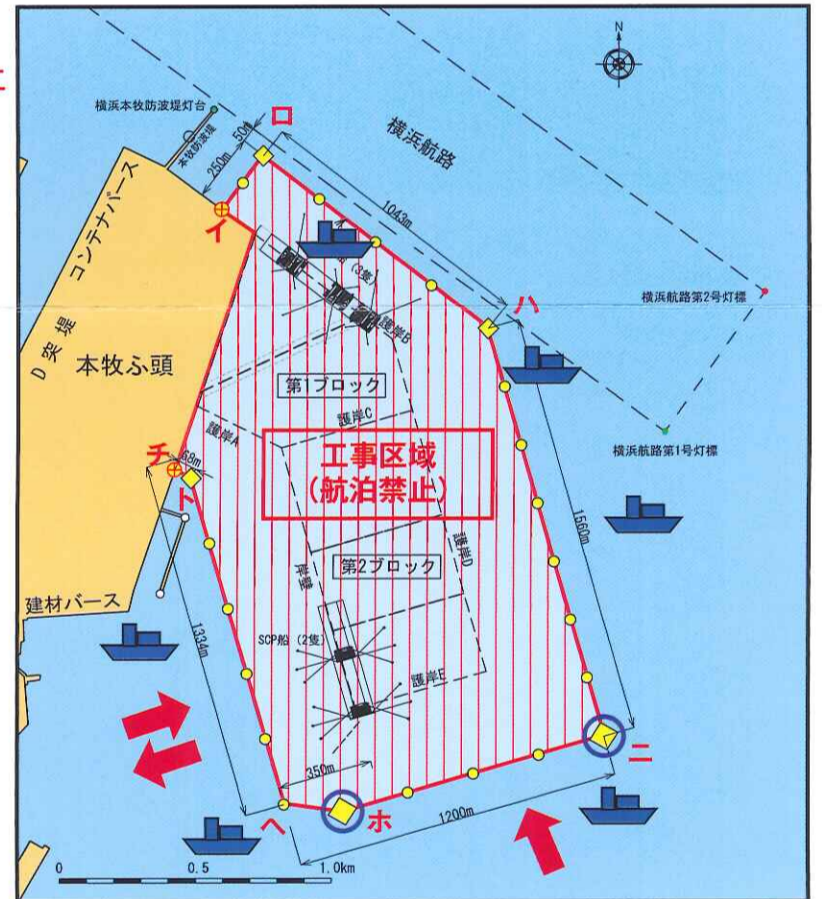 N
横浜本牧防波堤灯台
ロ
50m
本牧防波堤
250m
横浜航路
イ
コンテナバース
1043m
(3隻)
横浜航路第2号灯標
ハ
D突堤
護岸B
本牧ふ頭
第1ブロック
護岸C
護岸A
横浜航路第1号灯標
チ
68m
工事区域
(航泊禁止)
ト
1560m
護岸D
岸壁
第2ブロック
建材バース
1334m
SCP船 (2隻)
護岸E
ニ
350m
ヘ
ホ
1200m
0 0.5 1.0km